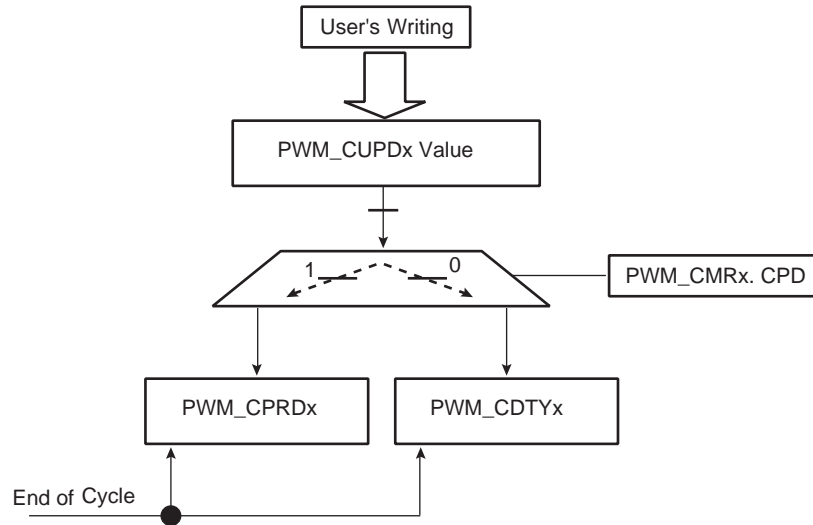 User's Writing
PWM_CUPDx Value
1
0
PWM_CMRx. CPD
PWM_CPRDx
PWM_CDTYx
End of Cycle